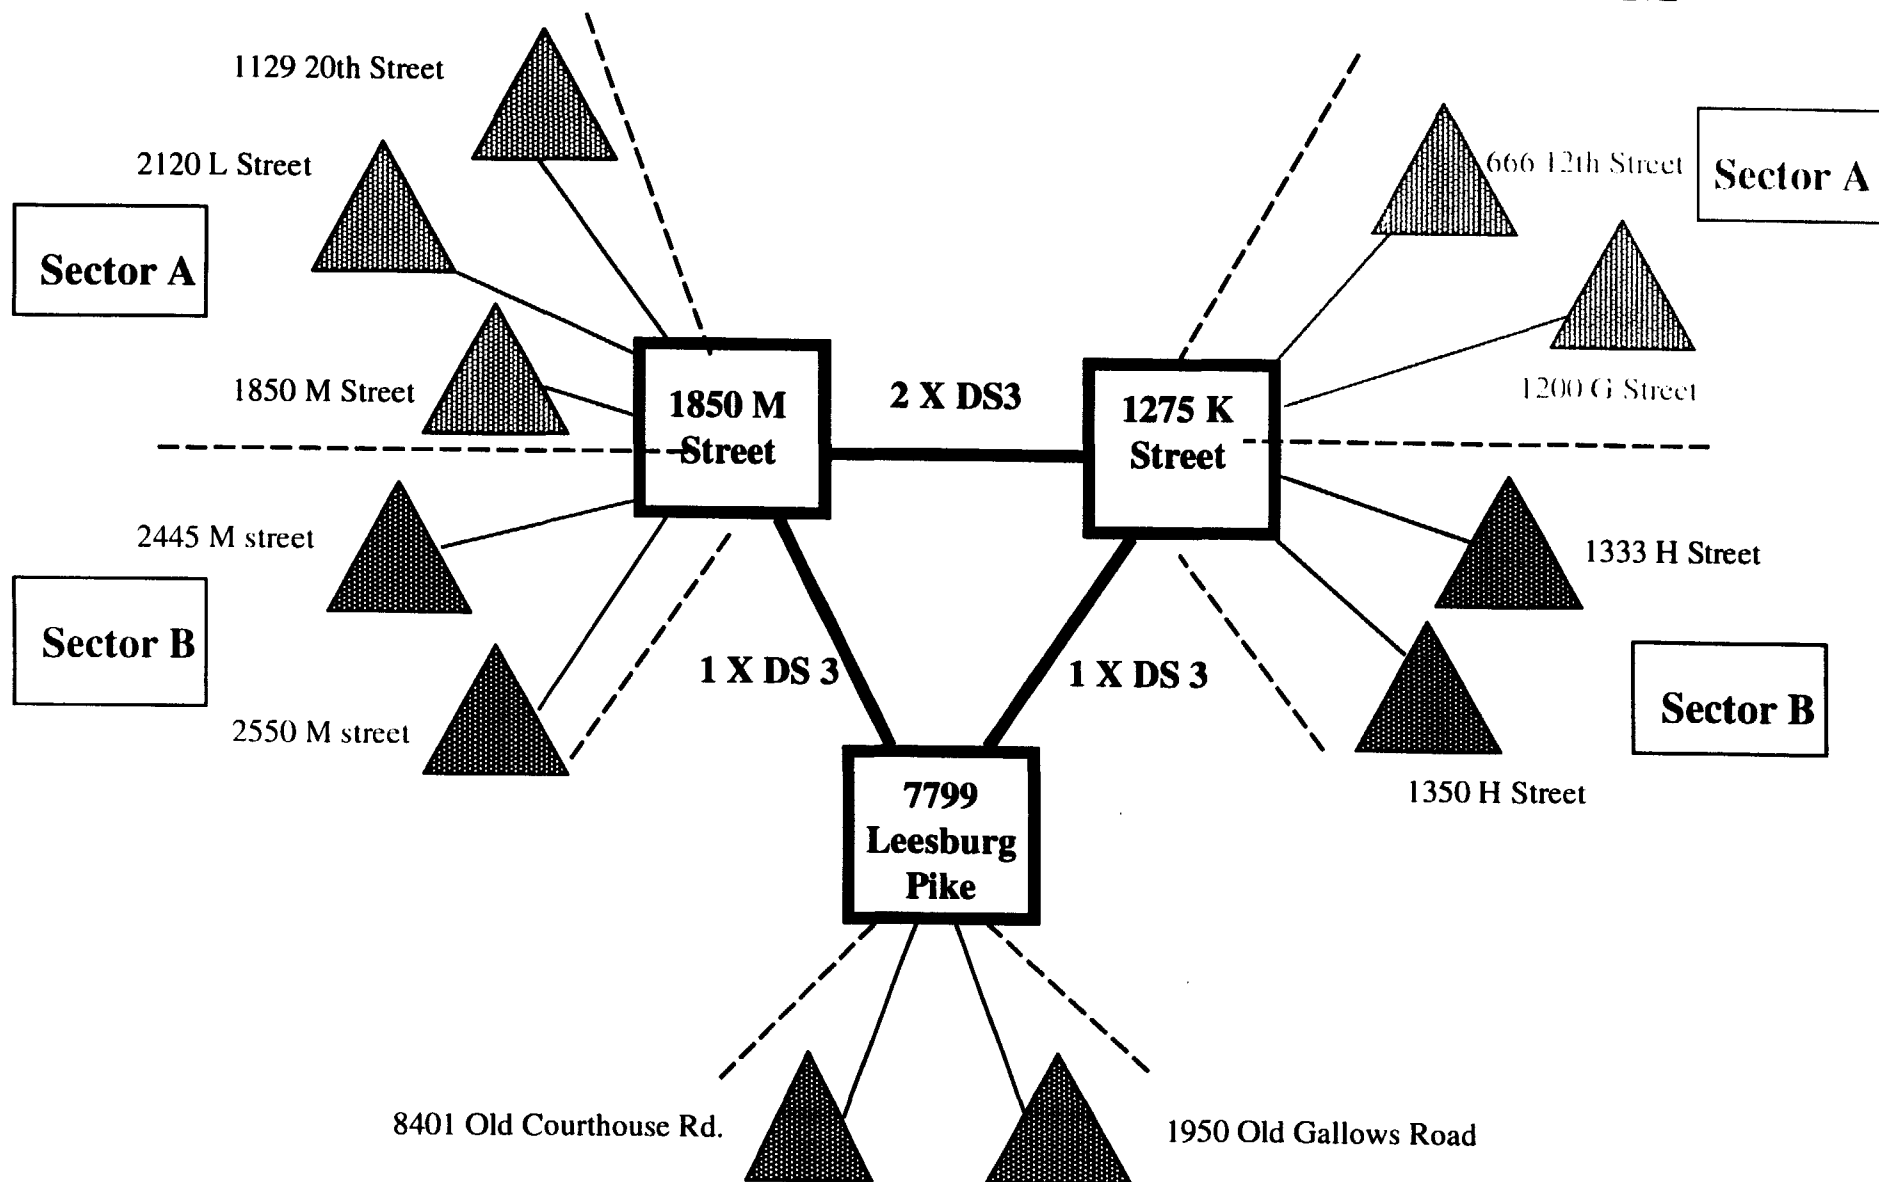 1129 20th Street
2120 L Street
Sector A
1850 M Street
2445 M street
Sector B
2550 M street
1850 M
Street
2 X DS3
1275 K
Street
666 12th Street
Sector A
1200 G Street
1333 H Street
Sector B
1350 H Street
1 X DS 3
1 X DS 3
7799
Leesburg
Pike
8401 Old Courthouse Rd.
1950 Old Gallows Road